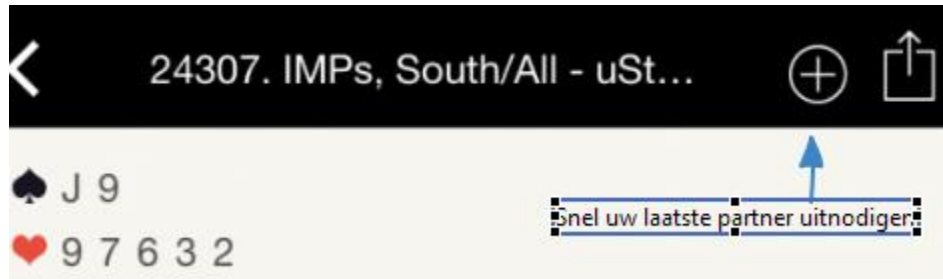 24307. IMPs, South/All - uSt...
♠ J 9
♥ 9 7 6 3 2
Snel uw laatste partner uitnodigen.